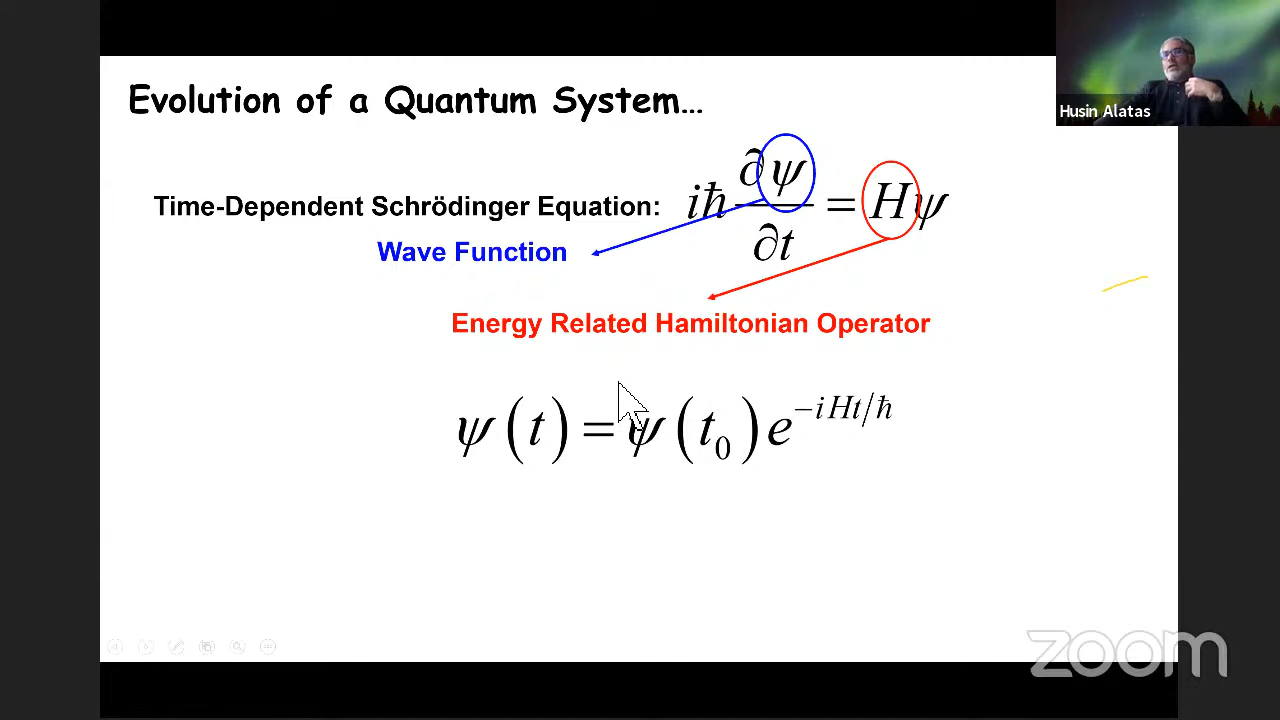 Evolution of a Quantum System…
Husin Alatas
Time-Dependent Schrödinger Equation: iħ ∂ψ/∂t = Hψ
Wave Function
Energy Related Hamiltonian Operator
ψ(t) = ψ(t₀)e^(−iHt/ħ)
zoom